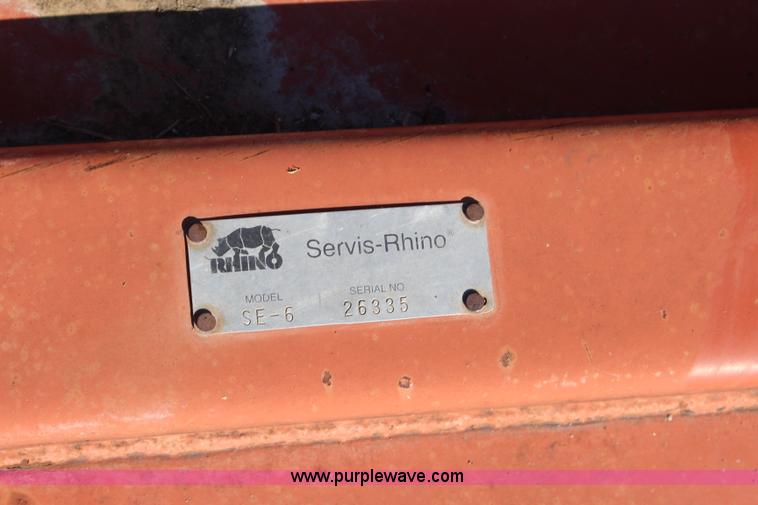 RHINO
Servis-Rhino®
MODEL SERIAL NO
SE-6 26335
www.purplewave.com